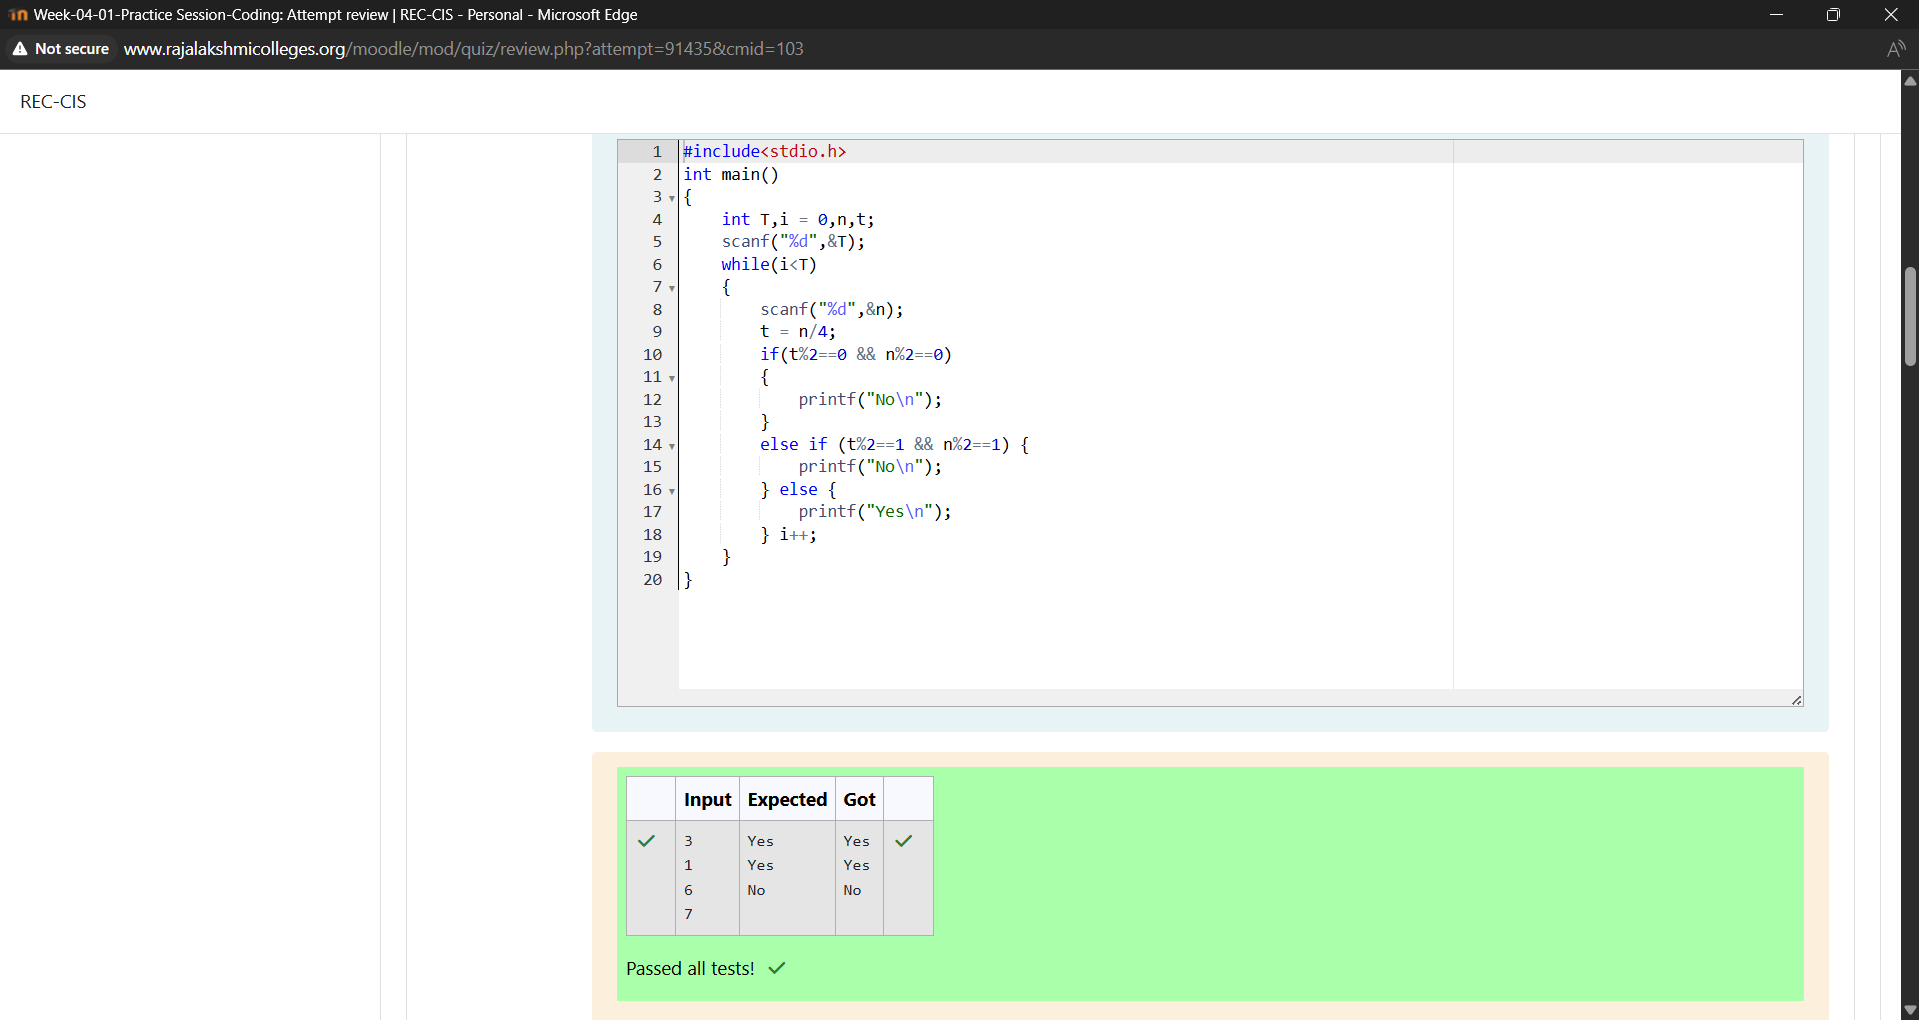 Week-04-01-Practice Session-Coding: Attempt review | REC-CIS - Personal - Microsoft Edge
Not secure www.rajalakshmicolleges.org/moodle/mod/quiz/review.php?attempt=91435&cmid=103
REC-CIS
1 #include<stdio.h>
2 int main()
3 {
4     int T,i = 0,n,t;
5     scanf("%d",&T);
6     while(i<T)
7     {
8         scanf("%d",&n);
9         t = n/4;
10         if(t%2==0 && n%2==0)
11         {
12             printf("No\n");
13         }
14         else if (t%2==1 && n%2==1) {
15             printf("No\n");
16         } else {
17             printf("Yes\n");
18         } i++;
19     }
20 }
Input Expected Got
3 Yes Yes
1 Yes Yes
6 No No
7
Passed all tests!